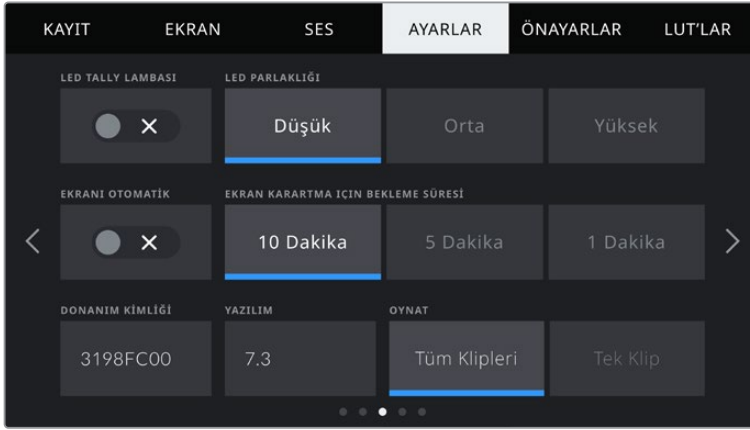 KAYIT EKRAN SES AYARLAR ÖNAYARLAR LUT'LAR
LED TALLY LAMBASI LED PARLAKLIĞI
Düşük Orta Yüksek
EKRANI OTOMATİK EKRAN KARARTMA İÇİN BEKLEME SÜRESİ
10 Dakika 5 Dakika 1 Dakika
DONANIM KİMLİĞİ YAZILIM OYNAT
3198FC00 7.3 Tüm Klipleri Tek Klip